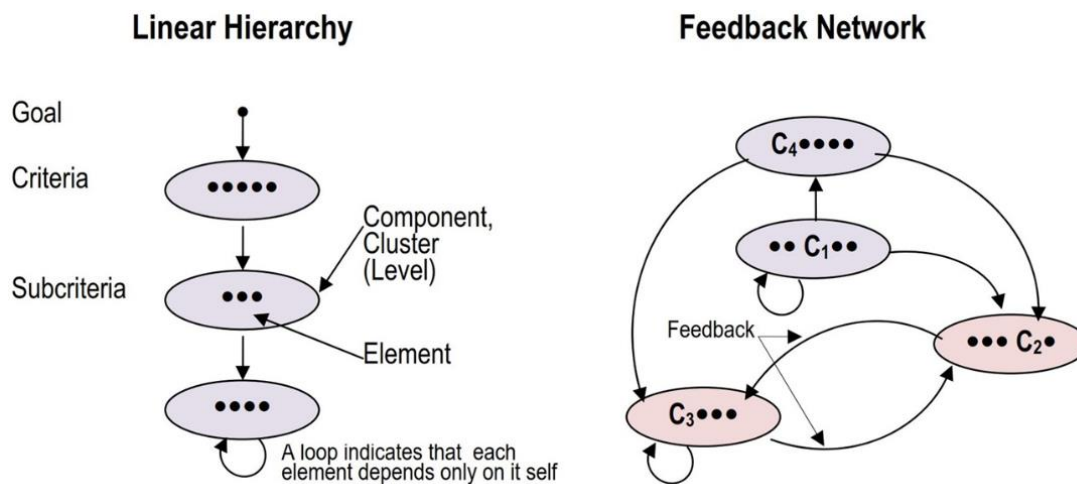 Linear Hierarchy
Goal
Criteria
Subcriteria
Component,
Cluster
(Level)
Element
A loop indicates that each
element depends only on it self
Feedback Network
C₄
C₁
Feedback
C₂
C₃